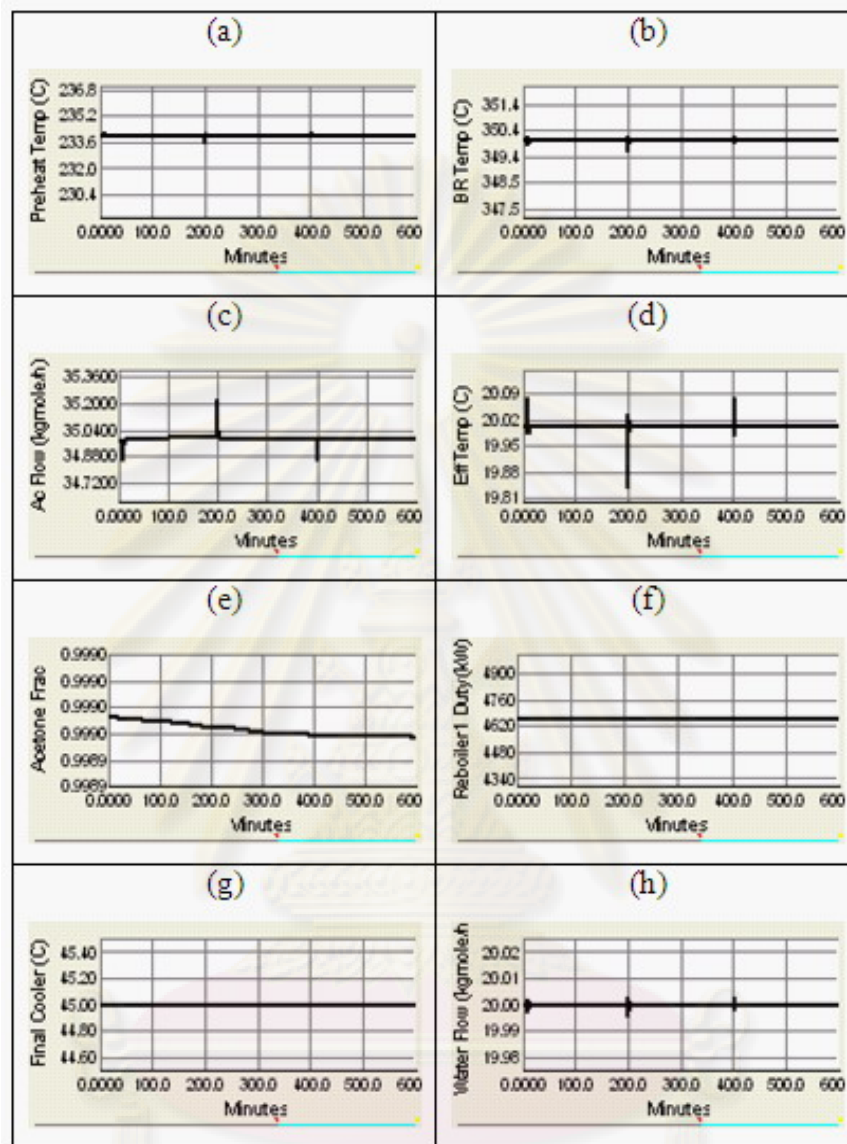 (a)
Preheat Temp (C)
236.8
235.2
233.6
232.0
230.4
0.0000 100.0 200.0 300.0 400.0 500.0 600
Minutes
(b)
BR Temp (C)
351.4
350.4
349.4
348.5
347.5
0.0000 100.0 200.0 300.0 400.0 500.0 600
Minutes
(c)
Ac Flow (kgmole/h
35.3600
35.2000
35.0400
34.8800
34.7200
0.0000 100.0 200.0 300.0 400.0 500.0 600
Minutes
(d)
Eff Temp (C)
20.09
20.02
19.95
19.88
19.81
0.0000 100.0 200.0 300.0 400.0 500.0 600
Minutes
(e)
Acetone Frac
0.9990
0.9990
0.9990
0.9990
0.9989
0.9989
0.0000 100.0 200.0 300.0 400.0 500.0 600
Minutes
(f)
Reboiler1 Duty(kW)
4900
4760
4620
4480
4340
0.0000 100.0 200.0 300.0 400.0 500.0 600
Minutes
(g)
Final Cooler (C)
45.40
45.20
45.00
44.80
44.60
0.0000 100.0 200.0 300.0 400.0 500.0 600
Minutes
(h)
Water Flow (kgmole/h
20.02
20.01
20.00
19.99
19.98
0.0000 100.0 200.0 300.0 400.0 500.0 600
Minutes